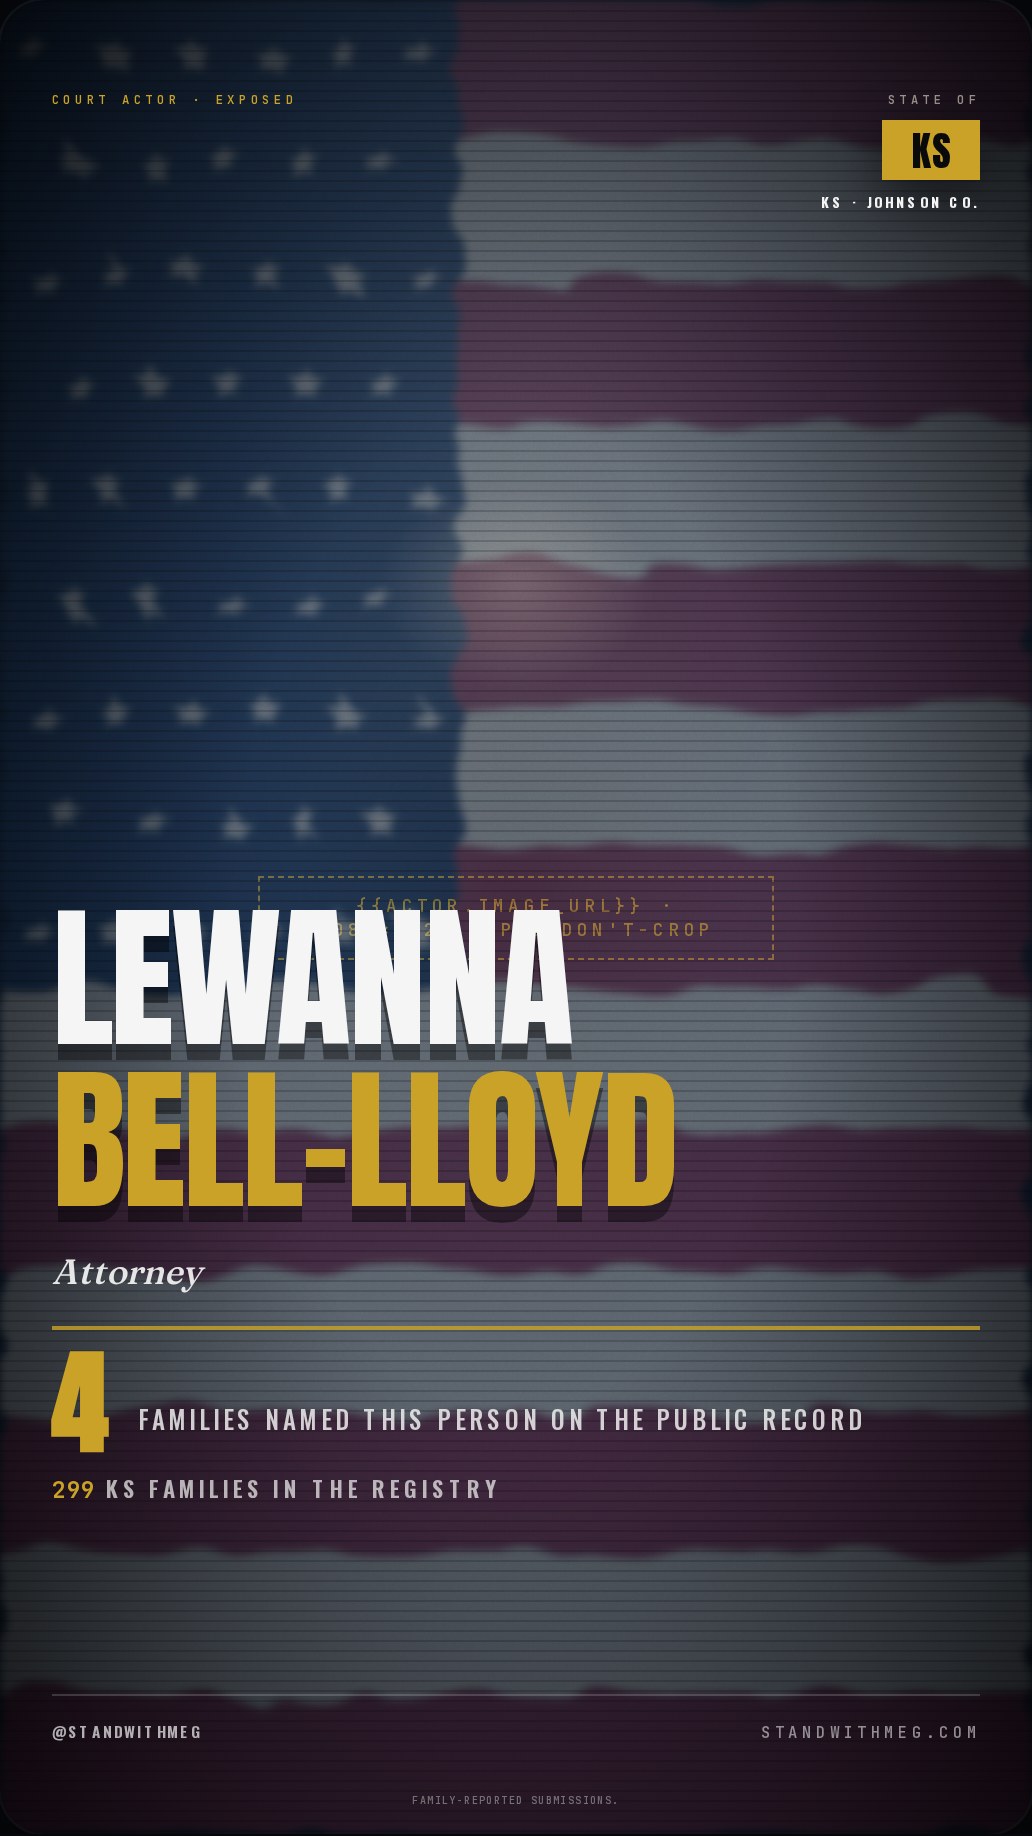 COURT ACTOR · EXPOSED
STATE OF
KS
KS · JOHNSON CO.
{{ACTOR_IMAGE_URL}} ·
DON'T-CROP
LEWANNA
BELL-LLOYD
Attorney
4 FAMILIES NAMED THIS PERSON ON THE PUBLIC RECORD
299 KS FAMILIES IN THE REGISTRY
@STANDWITHMEG
STANDWITHMEG.COM
FAMILY-REPORTED SUBMISSIONS.